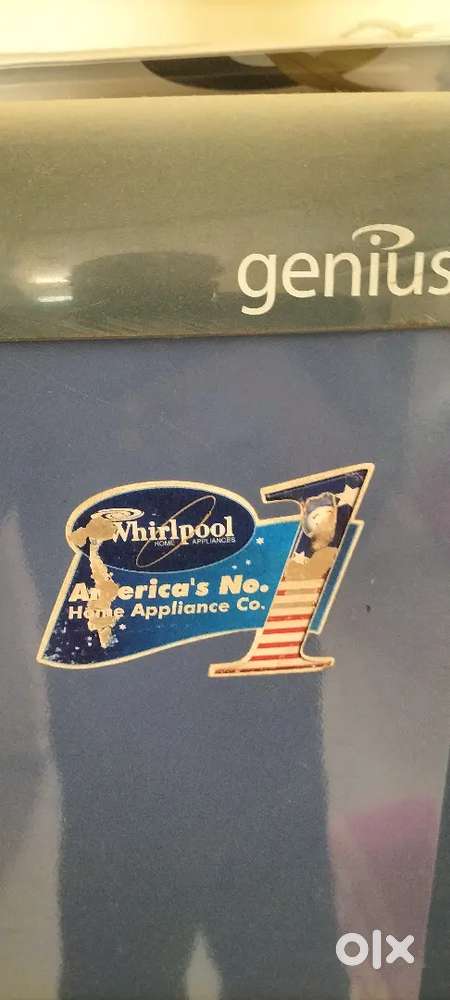 genius
Whirlpool
HOME APPLIANCES
America's No. 1
Home Appliance Co.
olx